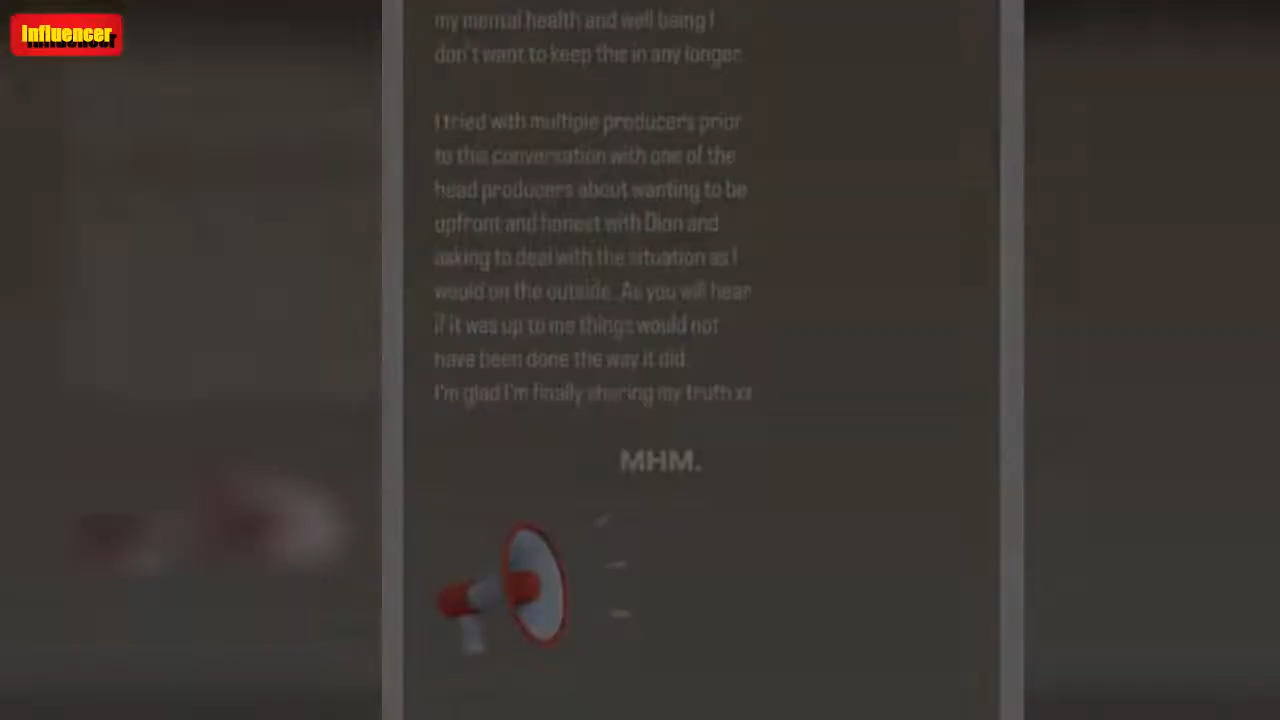 Influencer
my mental health and well being I
don't want to keep this in any longer.
I tried with multiple producers prior
to this conversation with one of the
head producers about wanting to be
upfront and honest with Dion and
asking to deal with the situation as I
would on the outside. As you will hear
if it was up to me things would not
have been done the way it did.
I'm glad I'm finally sharing my truth xx
MHM.